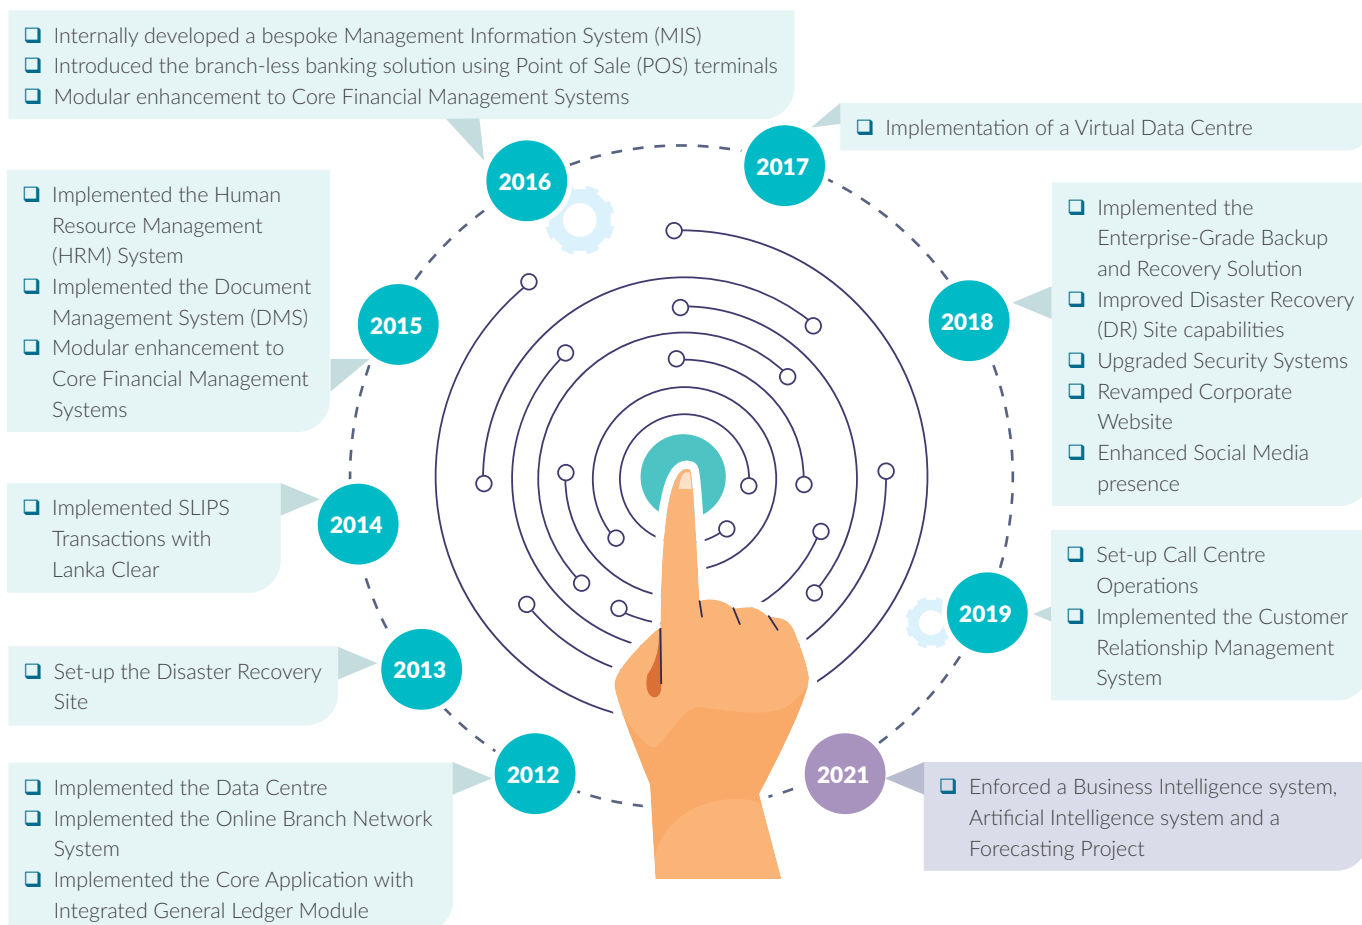 Internally developed a bespoke Management Information System (MIS)
Introduced the branch-less banking solution using Point of Sale (POS) terminals
Modular enhancement to Core Financial Management Systems
2016
2017
Implementation of a Virtual Data Centre
Implemented the Human
Resource Management
(HRM) System
Implemented the Document
Management System (DMS)
Modular enhancement to
Core Financial Management
Systems
2015
2018
Implemented the
Enterprise-Grade Backup
and Recovery Solution
Improved Disaster Recovery
(DR) Site capabilities
Upgraded Security Systems
Revamped Corporate
Website
Enhanced Social Media
presence
Implemented SLIPS
Transactions with
Lanka Clear
2014
2019
Set-up Call Centre
Operations
Implemented the Customer
Relationship Management
System
Set-up the Disaster Recovery
Site
2013
Implemented the Data Centre
Implemented the Online Branch Network
System
Implemented the Core Application with
Integrated General Ledger Module
2012
2021
Enforced a Business Intelligence system,
Artificial Intelligence system and a
Forecasting Project